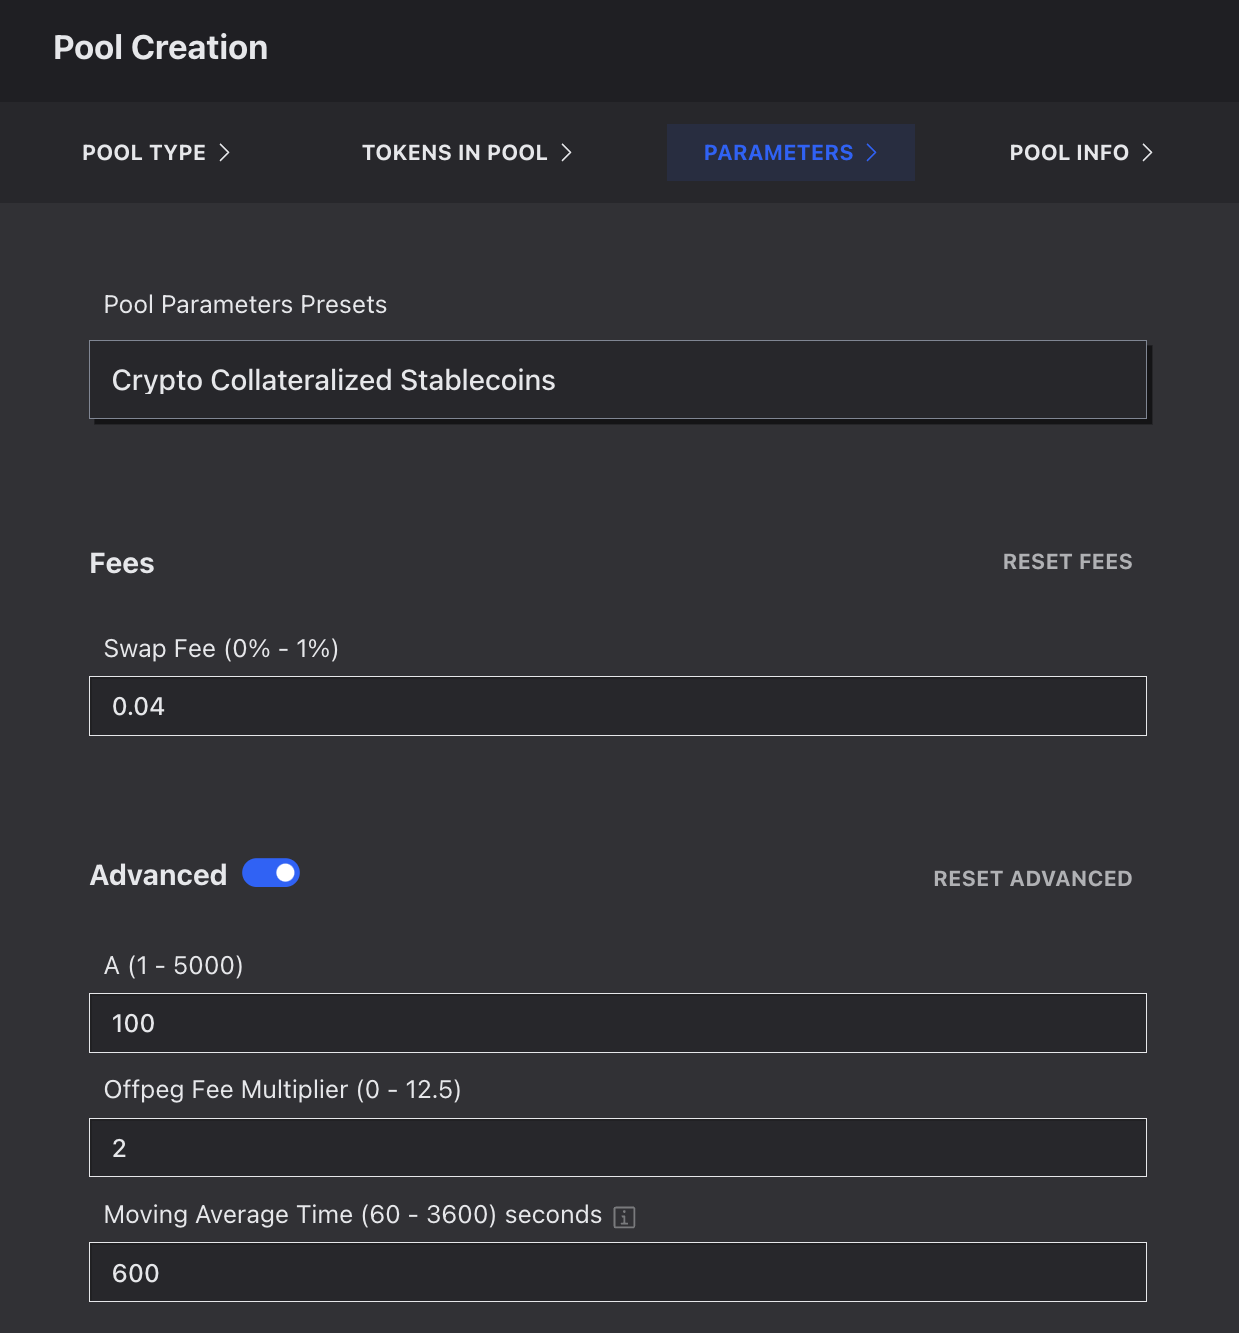 Pool Creation
POOL TYPE
TOKENS IN POOL
PARAMETERS
POOL INFO
Pool Parameters Presets
Crypto Collateralized Stablecoins
Fees
RESET FEES
Swap Fee (0% - 1%)
0.04
Advanced
RESET ADVANCED
A (1 - 5000)
100
Offpeg Fee Multiplier (0 - 12.5)
2
Moving Average Time (60 - 3600) seconds
600